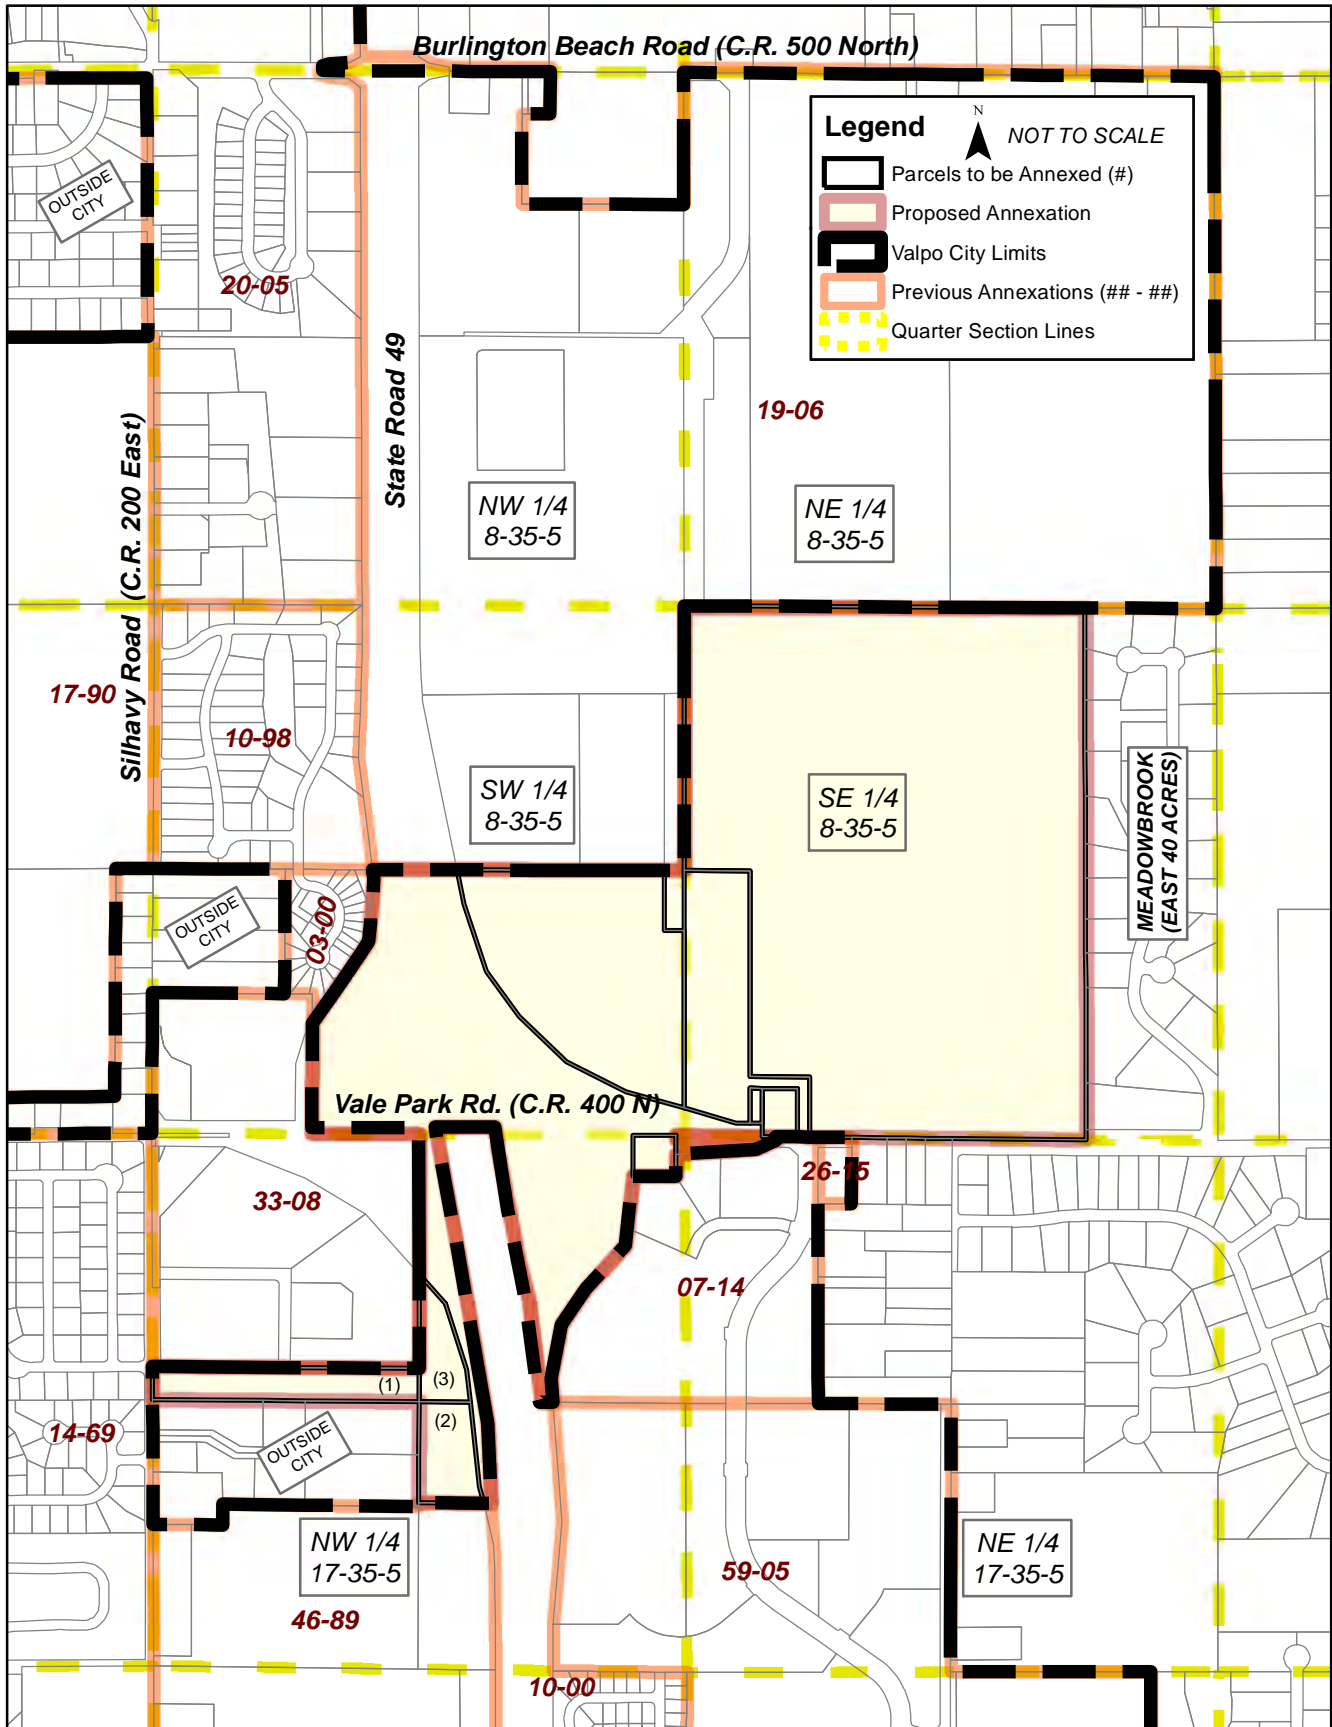 Burlington Beach Road (C.R. 500 North)
Legend
N
NOT TO SCALE
Parcels to be Annexed (#)
Proposed Annexation
Valpo City Limits
Previous Annexations (## - ##)
Quarter Section Lines
OUTSIDE
CITY
20-05
State Road 49
19-06
Silhavy Road (C.R. 200 East)
NW 1/4
8-35-5
NE 1/4
8-35-5
17-90
10-98
SW 1/4
8-35-5
SE 1/4
8-35-5
MEADOWBROOK
(EAST 40 ACRES)
OUTSIDE
CITY
03-00
Vale Park Rd. (C.R. 400 N)
26-15
33-08
07-14
(1)
(3)
(2)
14-69
OUTSIDE
CITY
NW 1/4
17-35-5
NE 1/4
17-35-5
59-05
46-89
10-00